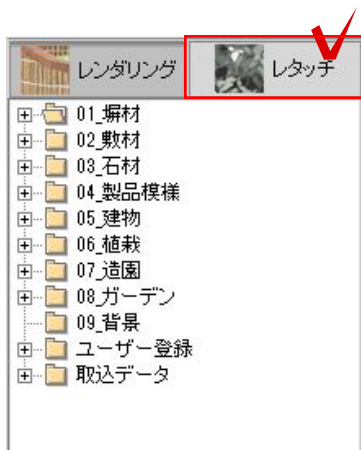 レンダリング レタッチ
01_塀材
02_敷材
03_石材
04_製品模様
05_建物
06_植栽
07_造園
08_ガーデン
09_背景
ユーザー登録
取込データ